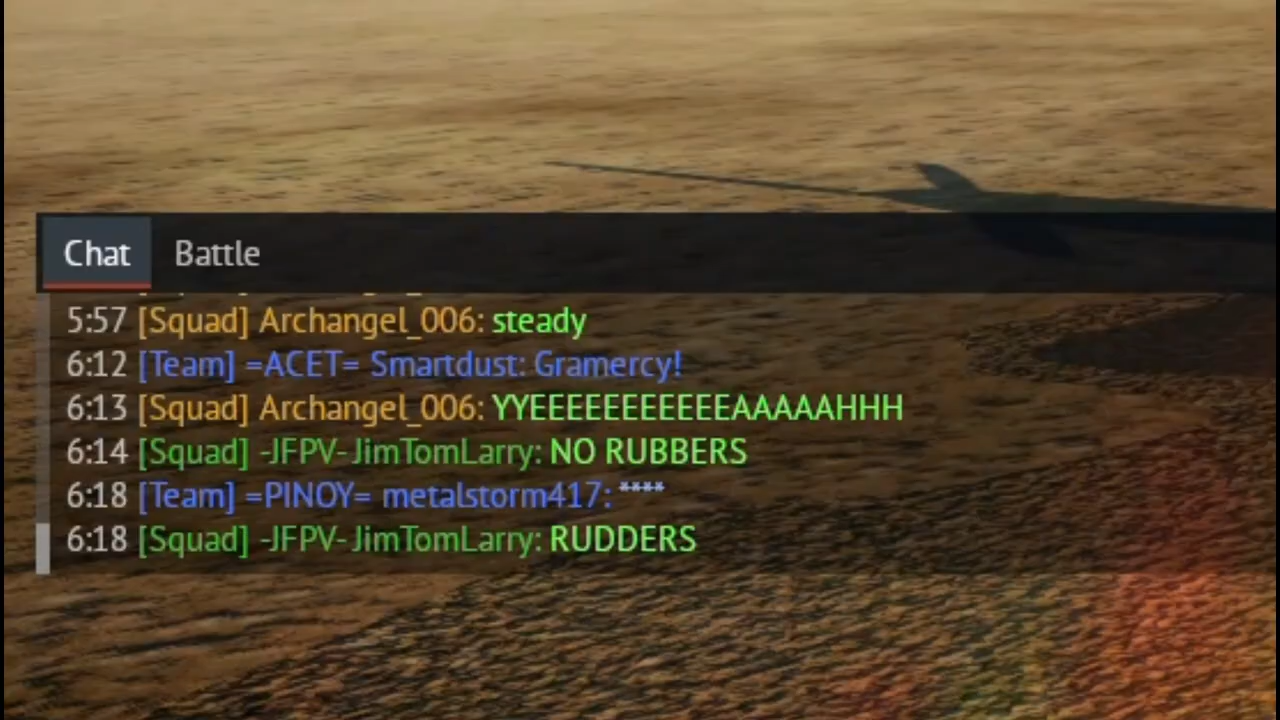 Chat Battle
5:57 [Squad] Archangel_006: steady
6:12 [Team] =ACET= Smartdust: Gramercy!
6:13 [Squad] Archangel_006: YYEEEEEEEEEEEAAAAAHHH
6:14 [Squad] -JFPV- JimTomLarry: NO RUBBERS
6:18 [Team] =PINOY= metalstorm417: ****
6:18 [Squad] -JFPV- JimTomLarry: RUDDERS